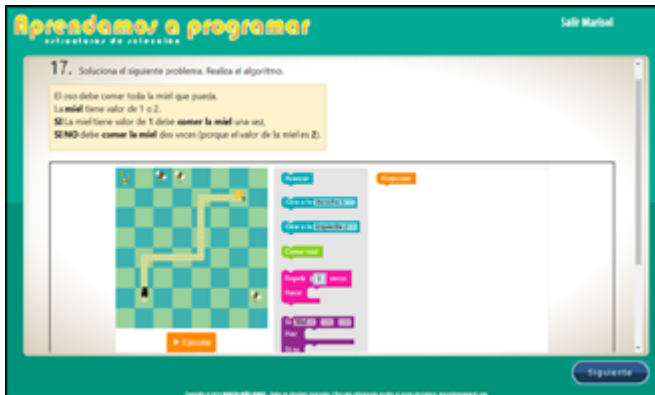 Aprendamos a programar
estructuras de selección
Salir Marisol
17. Soluciona el siguiente problema. Realiza el algoritmo.
El oso debe comer toda la miel que pueda.
La miel tiene valor de 1 o 2.
SI La miel tiene valor de 1 debe comer la miel una vez,
SI NO debe comer la miel dos veces (porque el valor de la miel es 2).
Avanzar
Gira a la derecha
Gira a la izquierda
Comer miel
Repetir veces
Hacer
Si
Hacer
Si no
Ejecutar
Siguiente